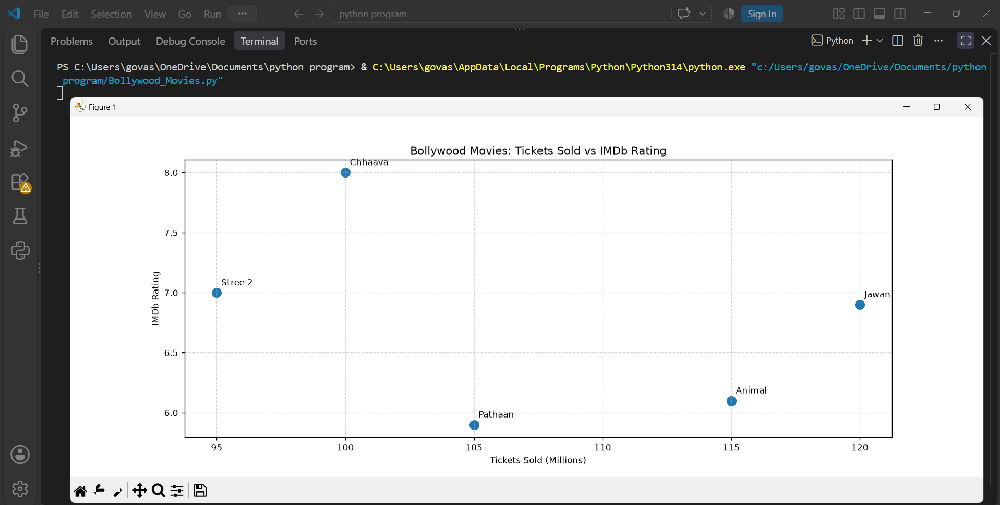 File Edit Selection View Go Run ··· python program Sign In
Problems Output Debug Console Terminal Ports Python
PS C:\Users\govas\OneDrive\Documents\python program> & C:\Users\govas\AppData\Local\Programs\Python\Python314\python.exe "c:/Users/govas/OneDrive/Documents/python
program/Bollywood_Movies.py"
Figure 1
Bollywood Movies: Tickets Sold vs IMDb Rating
Chhaava
8.0
7.5
Stree 2
7.0
Jawan
IMDb Rating
6.5
Animal
6.0
Pathaan
95 100 105 110 115 120
Tickets Sold (Millions)